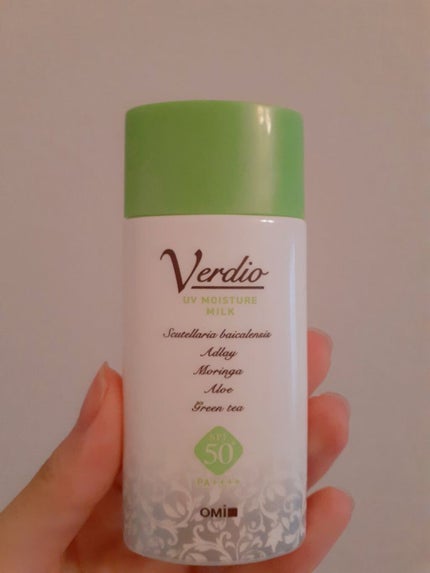 Verdio
UV MOISTURE
MILK
Scutellaria baicalensis
Adlay
Moringa
Aloe
Green tea
SPF
50+
PA++++
OMI